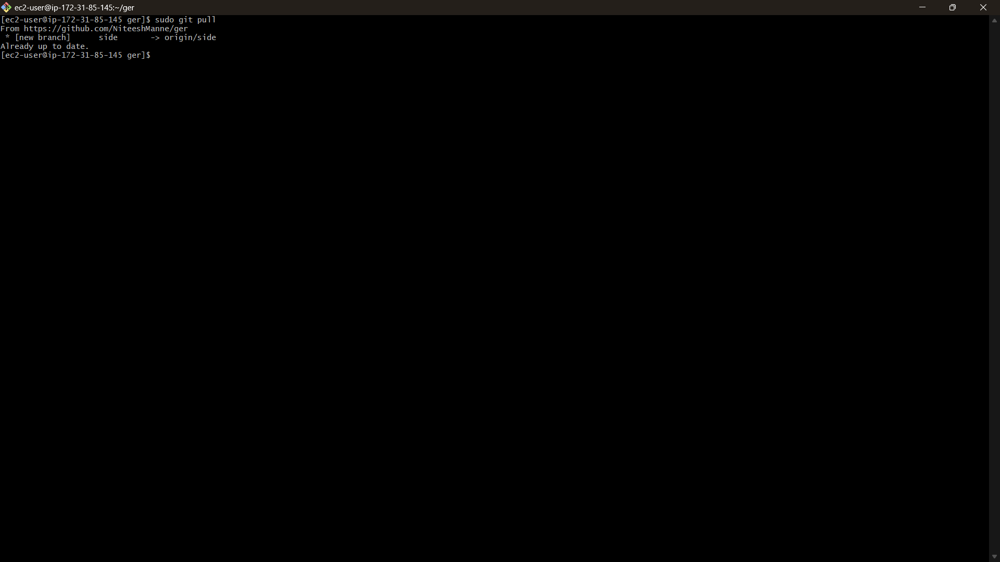 ec2-user@ip-172-31-85-145:~/ger
[ec2-user@ip-172-31-85-145 ger]$ sudo git pull
From https://github.com/NiteeshManne/ger
 * [new branch]      side       -> origin/side
Already up to date.
[ec2-user@ip-172-31-85-145 ger]$